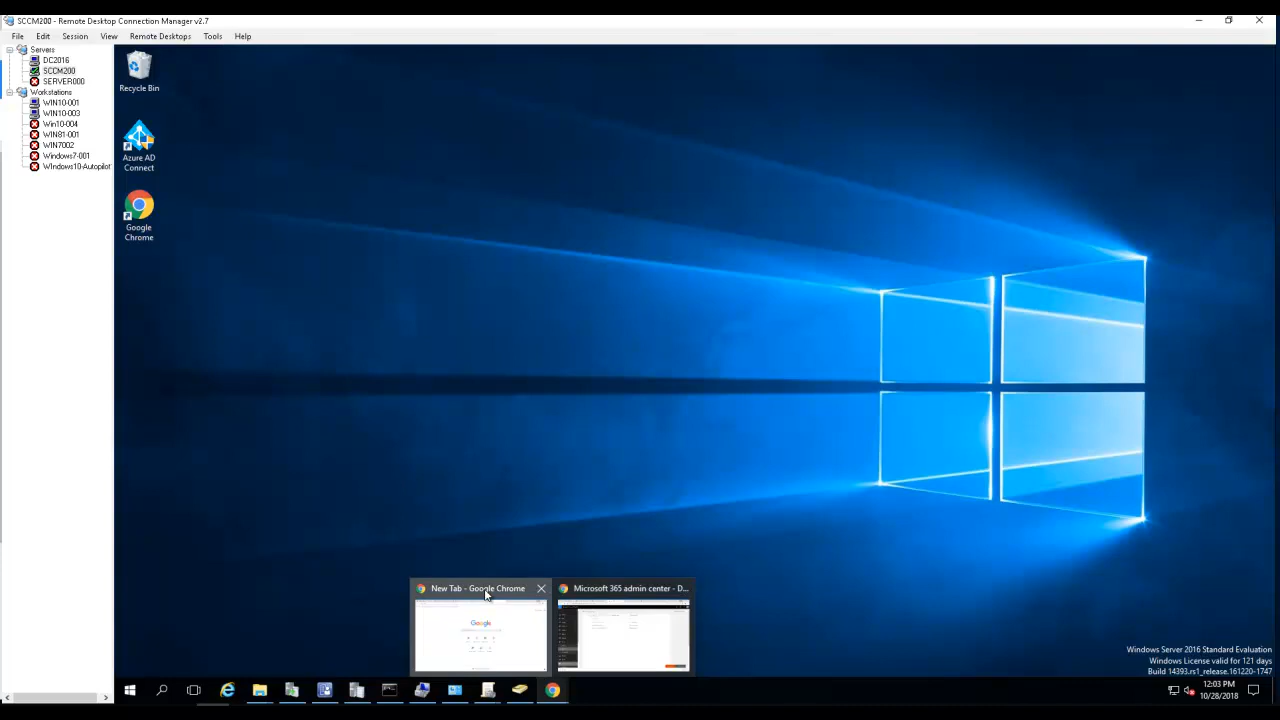 SCCM200 - Remote Desktop Connection Manager v2.7
File Edit Session View Remote Desktops Tools Help
Servers
DC2016
SCCM200
SERVER000
Workstations
WIN10-001
WIN10-003
Win10-004
WIN81-001
WIN7002
Windows7-001
WIndows10-Autopilot
Recycle Bin
Azure AD
Connect
Google
Chrome
New Tab - Google Chrome
Microsoft 365 admin center - D...
Google
Windows Server 2016 Standard Evaluation
Windows License valid for 121 days
Build 14393.rs1_release.161220-1747
12:03 PM
10/28/2018